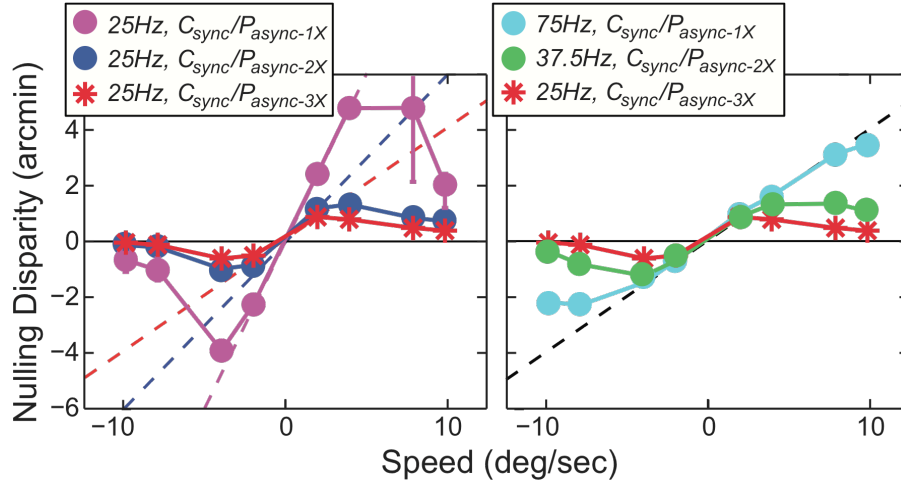 25Hz, Csync/Pasync-1X
25Hz, Csync/Pasync-2X
25Hz, Csync/Pasync-3X
75Hz, Csync/Pasync-1X
37.5Hz, Csync/Pasync-2X
25Hz, Csync/Pasync-3X
Nulling Disparity (arcmin)
4
2
0
−2
−4
−6
−10
0
10
−10
0
10
Speed (deg/sec)